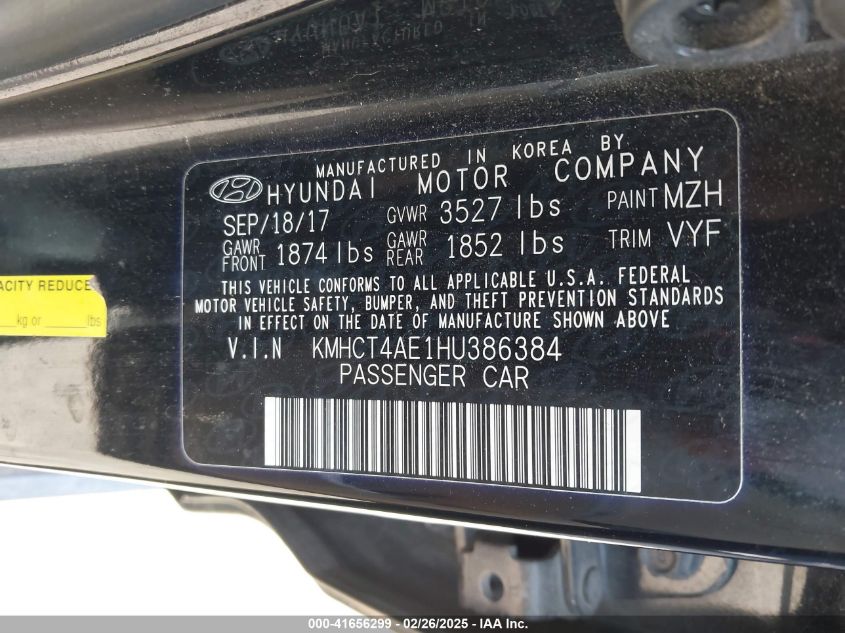 MANUFACTURED IN KOREA BY
HYUNDAI MOTOR COMPANY
SEP/18/17 GVWR 3527 lbs PAINT MZH
GAWR FRONT 1874 lbs GAWR REAR 1852 lbs TRIM VYF
THIS VEHICLE CONFORMS TO ALL APPLICABLE U.S.A. FEDERAL
MOTOR VEHICLE SAFETY, BUMPER, AND THEFT PREVENTION STANDARDS
IN EFFECT ON THE DATE OF MANUFACTURE SHOWN ABOVE
V.I.N KMHCT4AE1HU386384
PASSENGER CAR
ACITY REDUCE
kg or lbs
000-41656299 - 02/26/2025 - IAAI.com